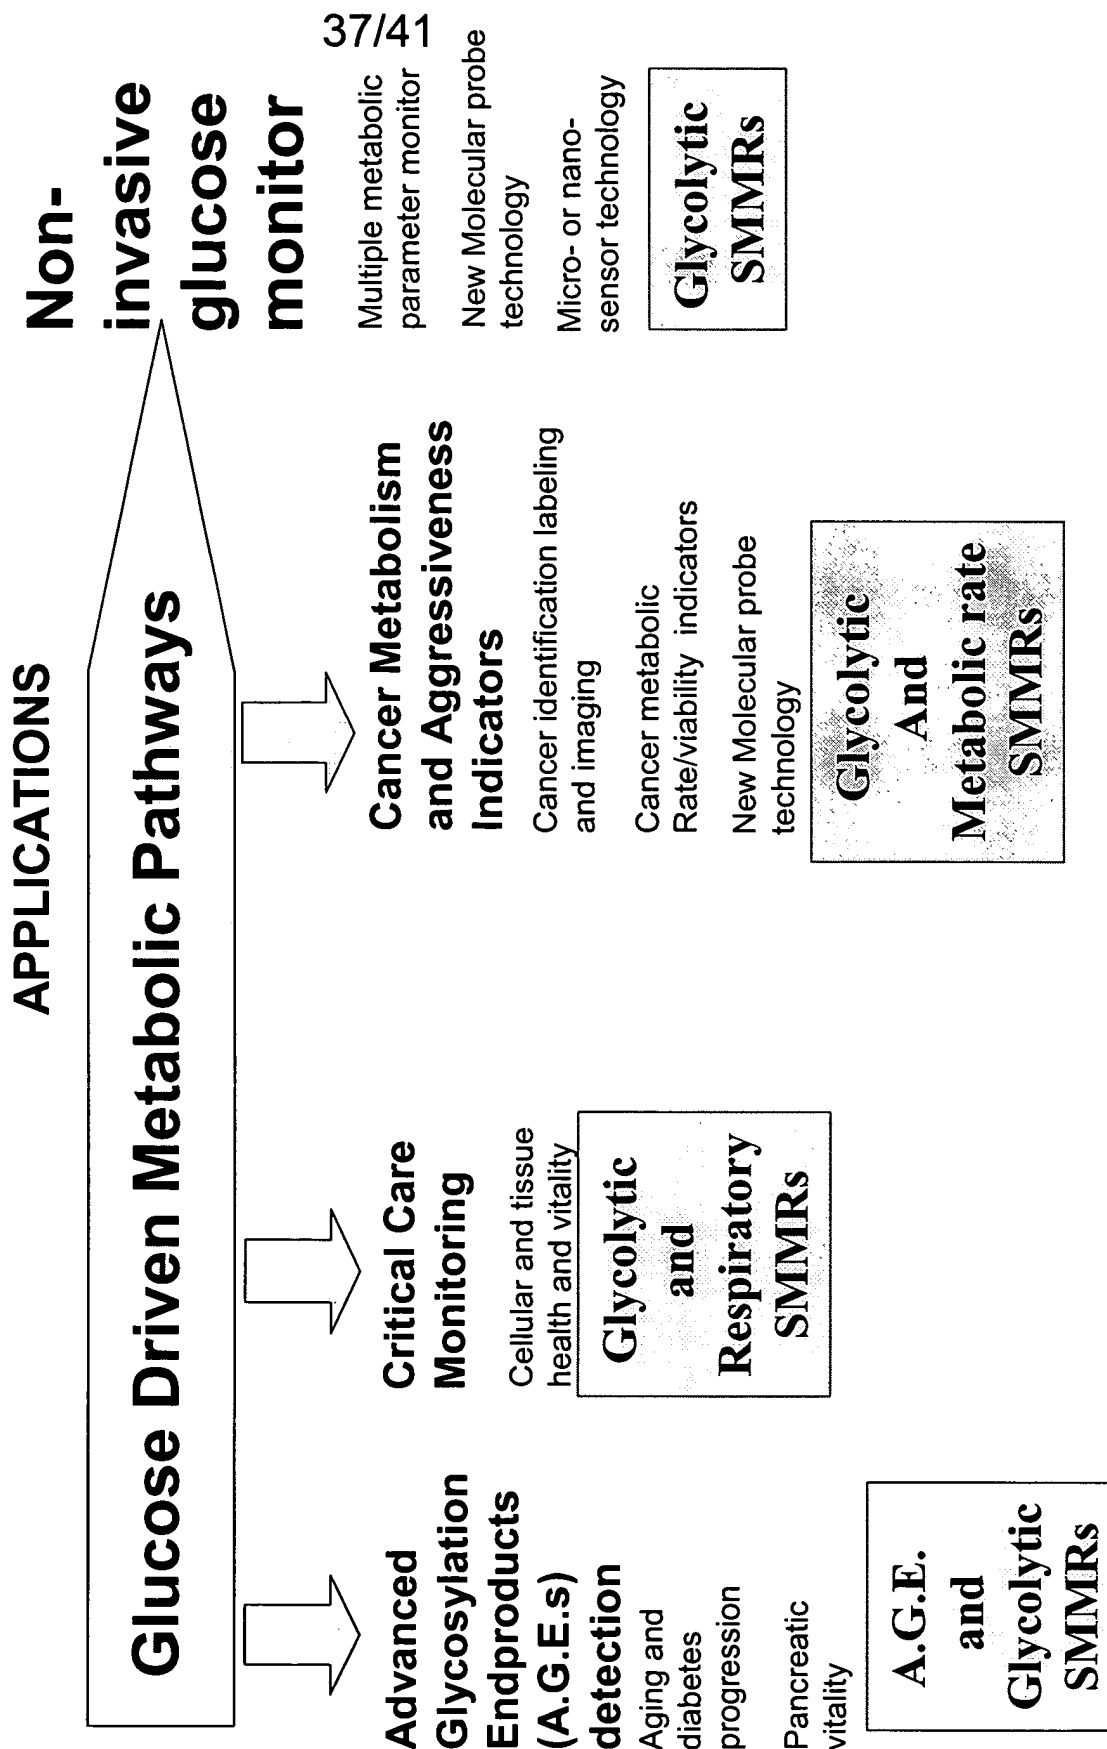 37/41
APPLICATIONS
Glucose Driven Metabolic Pathways
Non-
invasive
glucose
monitor
Advanced
Glycosylation
Endproducts
(A.G.E.s)
detection
Aging and
diabetes
progression
Pancreatic
vitality
A.G.E.
and
Glycolytic
SMMRs
Critical Care
Monitoring
Cellular and tissue
health and vitality
Glycolytic
and
Respiratory
SMMRs
Cancer Metabolism
and Aggressiveness
Indicators
Cancer identification labeling
and imaging
Cancer metabolic
Rate/viability indicators
New Molecular probe
technology
Glycolytic
And
Metabolic rate
SMMRs
Multiple metabolic
parameter monitor
New Molecular probe
technology
Micro- or nano-
sensor technology
Glycolytic
SMMRs